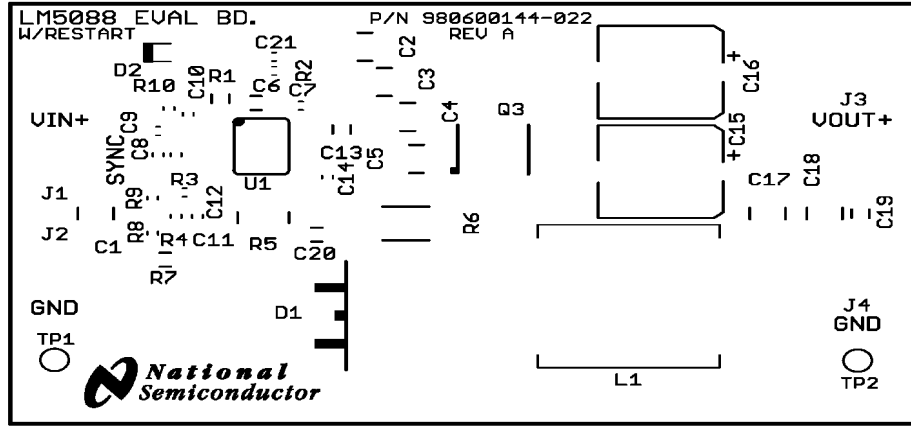 LM5088 EVAL BD.
P/N 980600144-022
W/RESTART
REV A
C21
C2
D2
R10
C10
R1
C6
R2
C7
C3
C16
VIN+
C9
C8
SYNC
U1
C13
C14
C5
C4
Q3
C15
J3
VOUT+
J1
R9
R3
C12
C17
C18
C19
J2
C1
R8
R4
C11
R5
C20
R6
R7
GND
D1
J4
GND
TP1
L1
TP2
National
Semiconductor